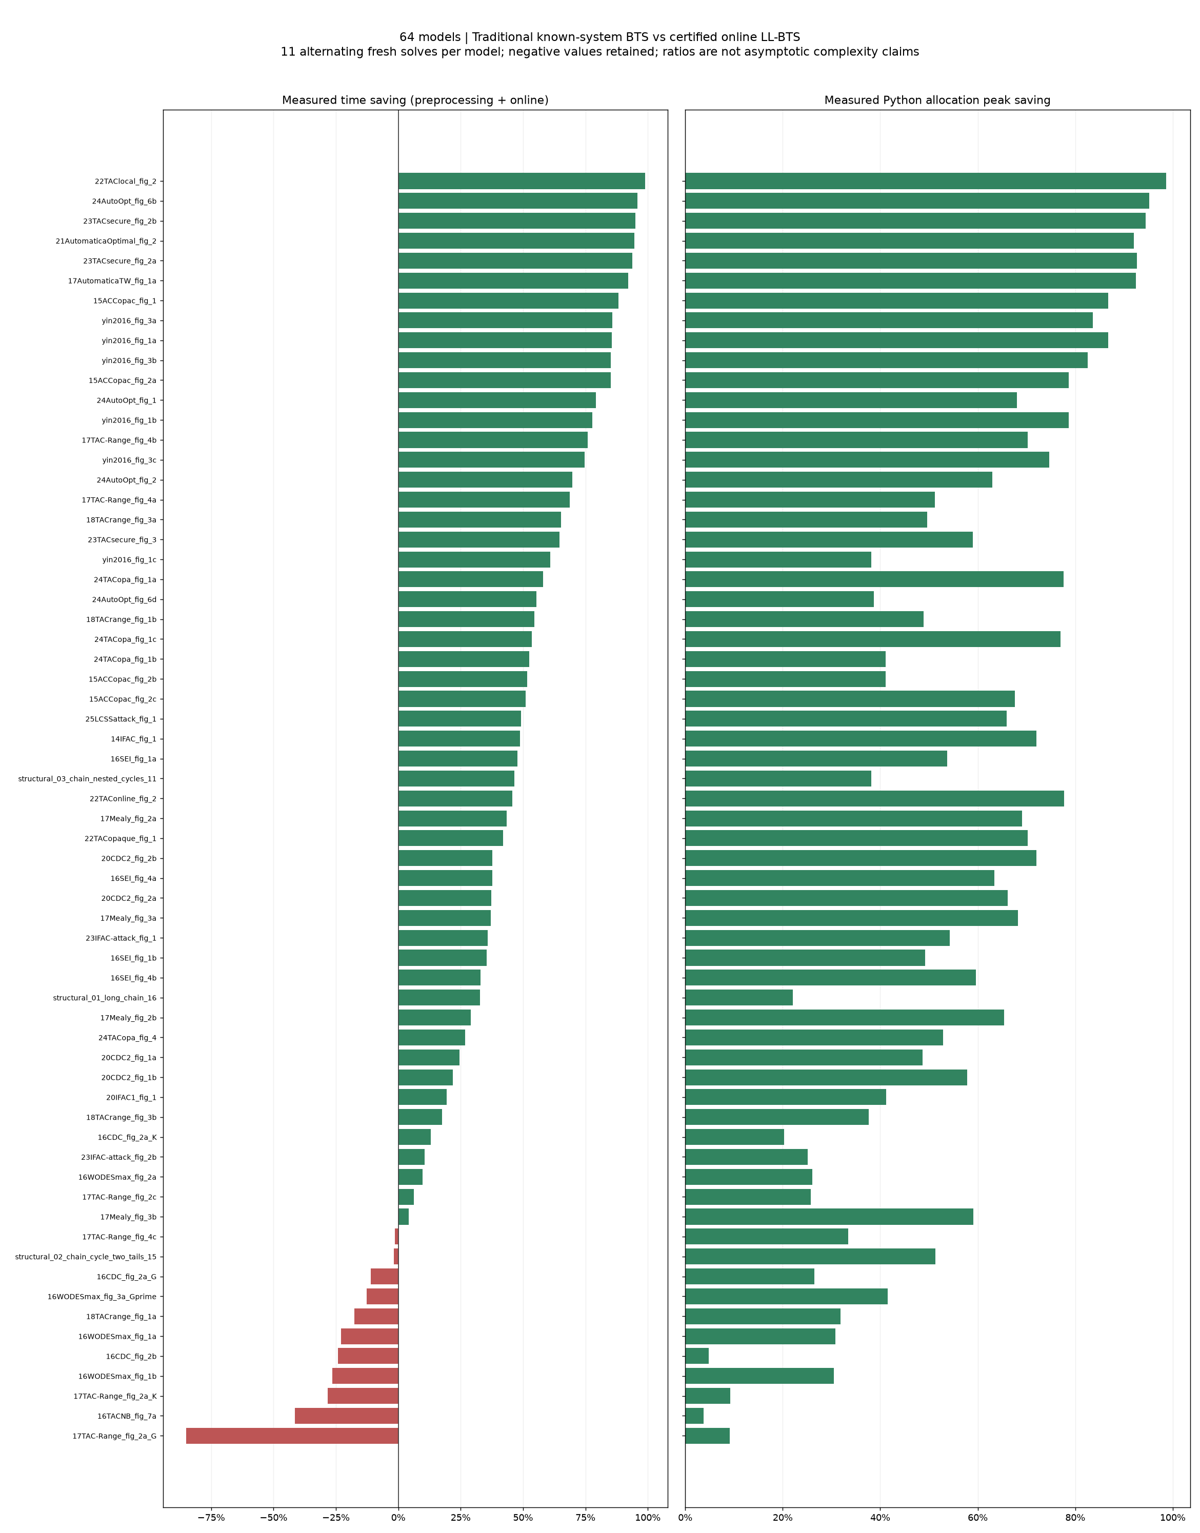 64 models | Traditional known-system BTS vs certified online LL-BTS
11 alternating fresh solves per model; negative values retained; ratios are not asymptotic complexity claims
Measured time saving (preprocessing + online)
Measured Python allocation peak saving
22TAClocal_fig_2
24AutoOpt_fig_6b
23TACsecure_fig_2b
21AutomaticaOptimal_fig_2
23TACsecure_fig_2a
17AutomaticaTW_fig_1a
15ACCopac_fig_1
yin2016_fig_3a
yin2016_fig_1a
yin2016_fig_3b
15ACCopac_fig_2a
24AutoOpt_fig_1
yin2016_fig_1b
17TAC-Range_fig_4b
yin2016_fig_3c
24AutoOpt_fig_2
17TAC-Range_fig_4a
18TACrange_fig_3a
23TACsecure_fig_3
yin2016_fig_1c
24TACopa_fig_1a
24AutoOpt_fig_6d
18TACrange_fig_1b
24TACopa_fig_1c
24TACopa_fig_1b
15ACCopac_fig_2b
15ACCopac_fig_2c
25LCSSattack_fig_1
14IFAC_fig_1
16SEI_fig_1a
structural_03_chain_nested_cycles_11
22TAConline_fig_2
17Mealy_fig_2a
22TACopaque_fig_1
20CDC2_fig_2b
16SEI_fig_4a
20CDC2_fig_2a
17Mealy_fig_3a
23IFAC-attack_fig_1
16SEI_fig_1b
16SEI_fig_4b
structural_01_long_chain_16
17Mealy_fig_2b
24TACopa_fig_4
20CDC2_fig_1a
20CDC2_fig_1b
20IFAC1_fig_1
18TACrange_fig_3b
16CDC_fig_2a_K
23IFAC-attack_fig_2b
16WODESmax_fig_2a
17TAC-Range_fig_2c
17Mealy_fig_3b
17TAC-Range_fig_4c
structural_02_chain_cycle_two_tails_15
16CDC_fig_2a_G
16WODESmax_fig_3a_Gprime
18TACrange_fig_1a
16WODESmax_fig_1a
16CDC_fig_2b
16WODESmax_fig_1b
17TAC-Range_fig_2a_K
16TACNB_fig_7a
17TAC-Range_fig_2a_G
−75% −50% −25% 0% 25% 50% 75% 100%
0% 20% 40% 60% 80% 100%